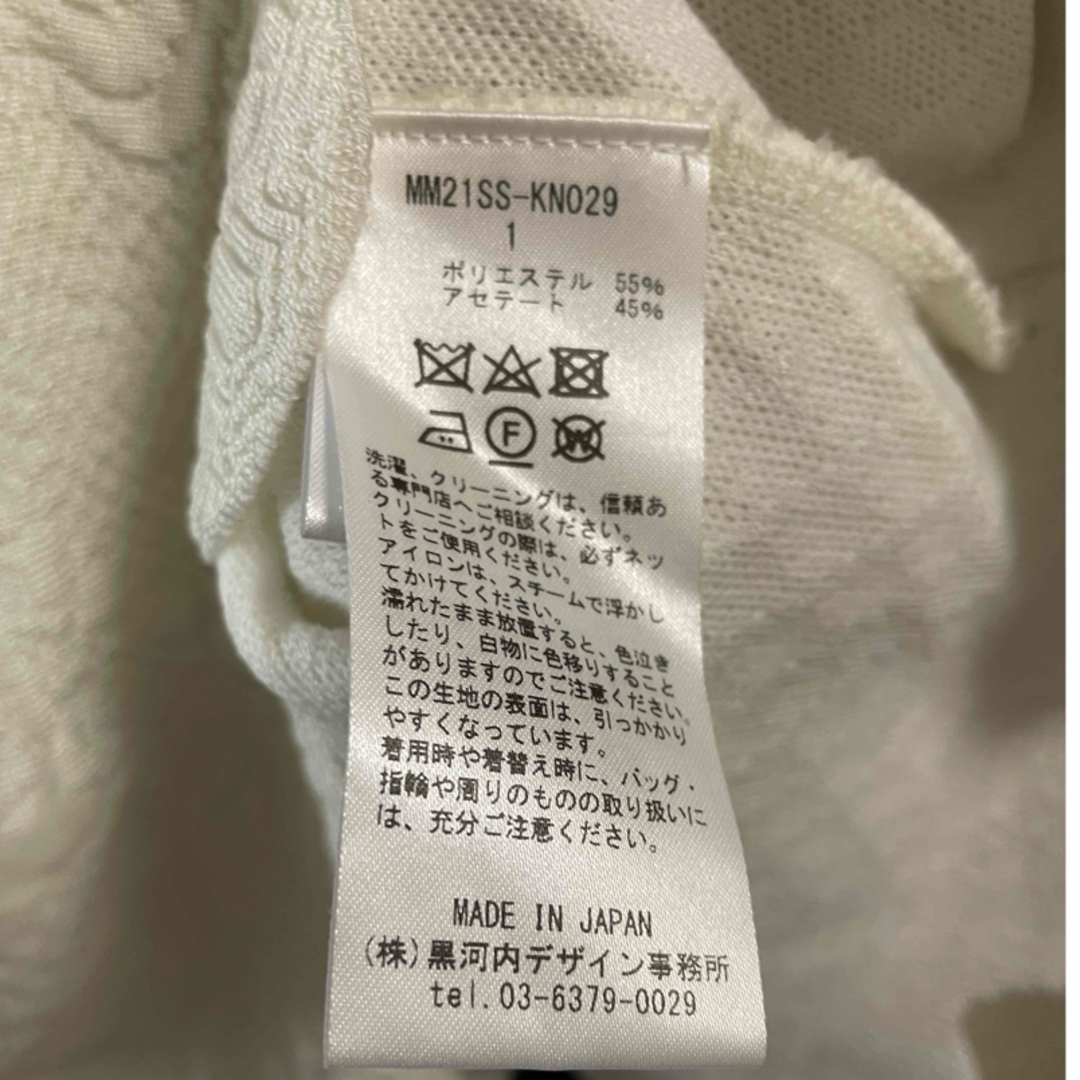 MM21SS-KN029
1
ポリエステル 55%
アセテート 45%
F
W
洗濯、クリーニングは、信頼あ
る専門店へご相談ください。
クリーニングの際は、必ずネッ
トをご使用ください。
アイロンは、スチームで浮かし
てかけてください。
濡れたまま放置すると、色泣き
したり、白物に色移りすること
がありますのでご注意ください。
この生地の表面は、引っかかり
やすくなっています。
着用時や着替え時に、バッグ・
指輪や周りのものの取り扱いに
は、充分ご注意ください。
MADE IN JAPAN
(株)黒河内デザイン事務所
tel.03-6379-0029